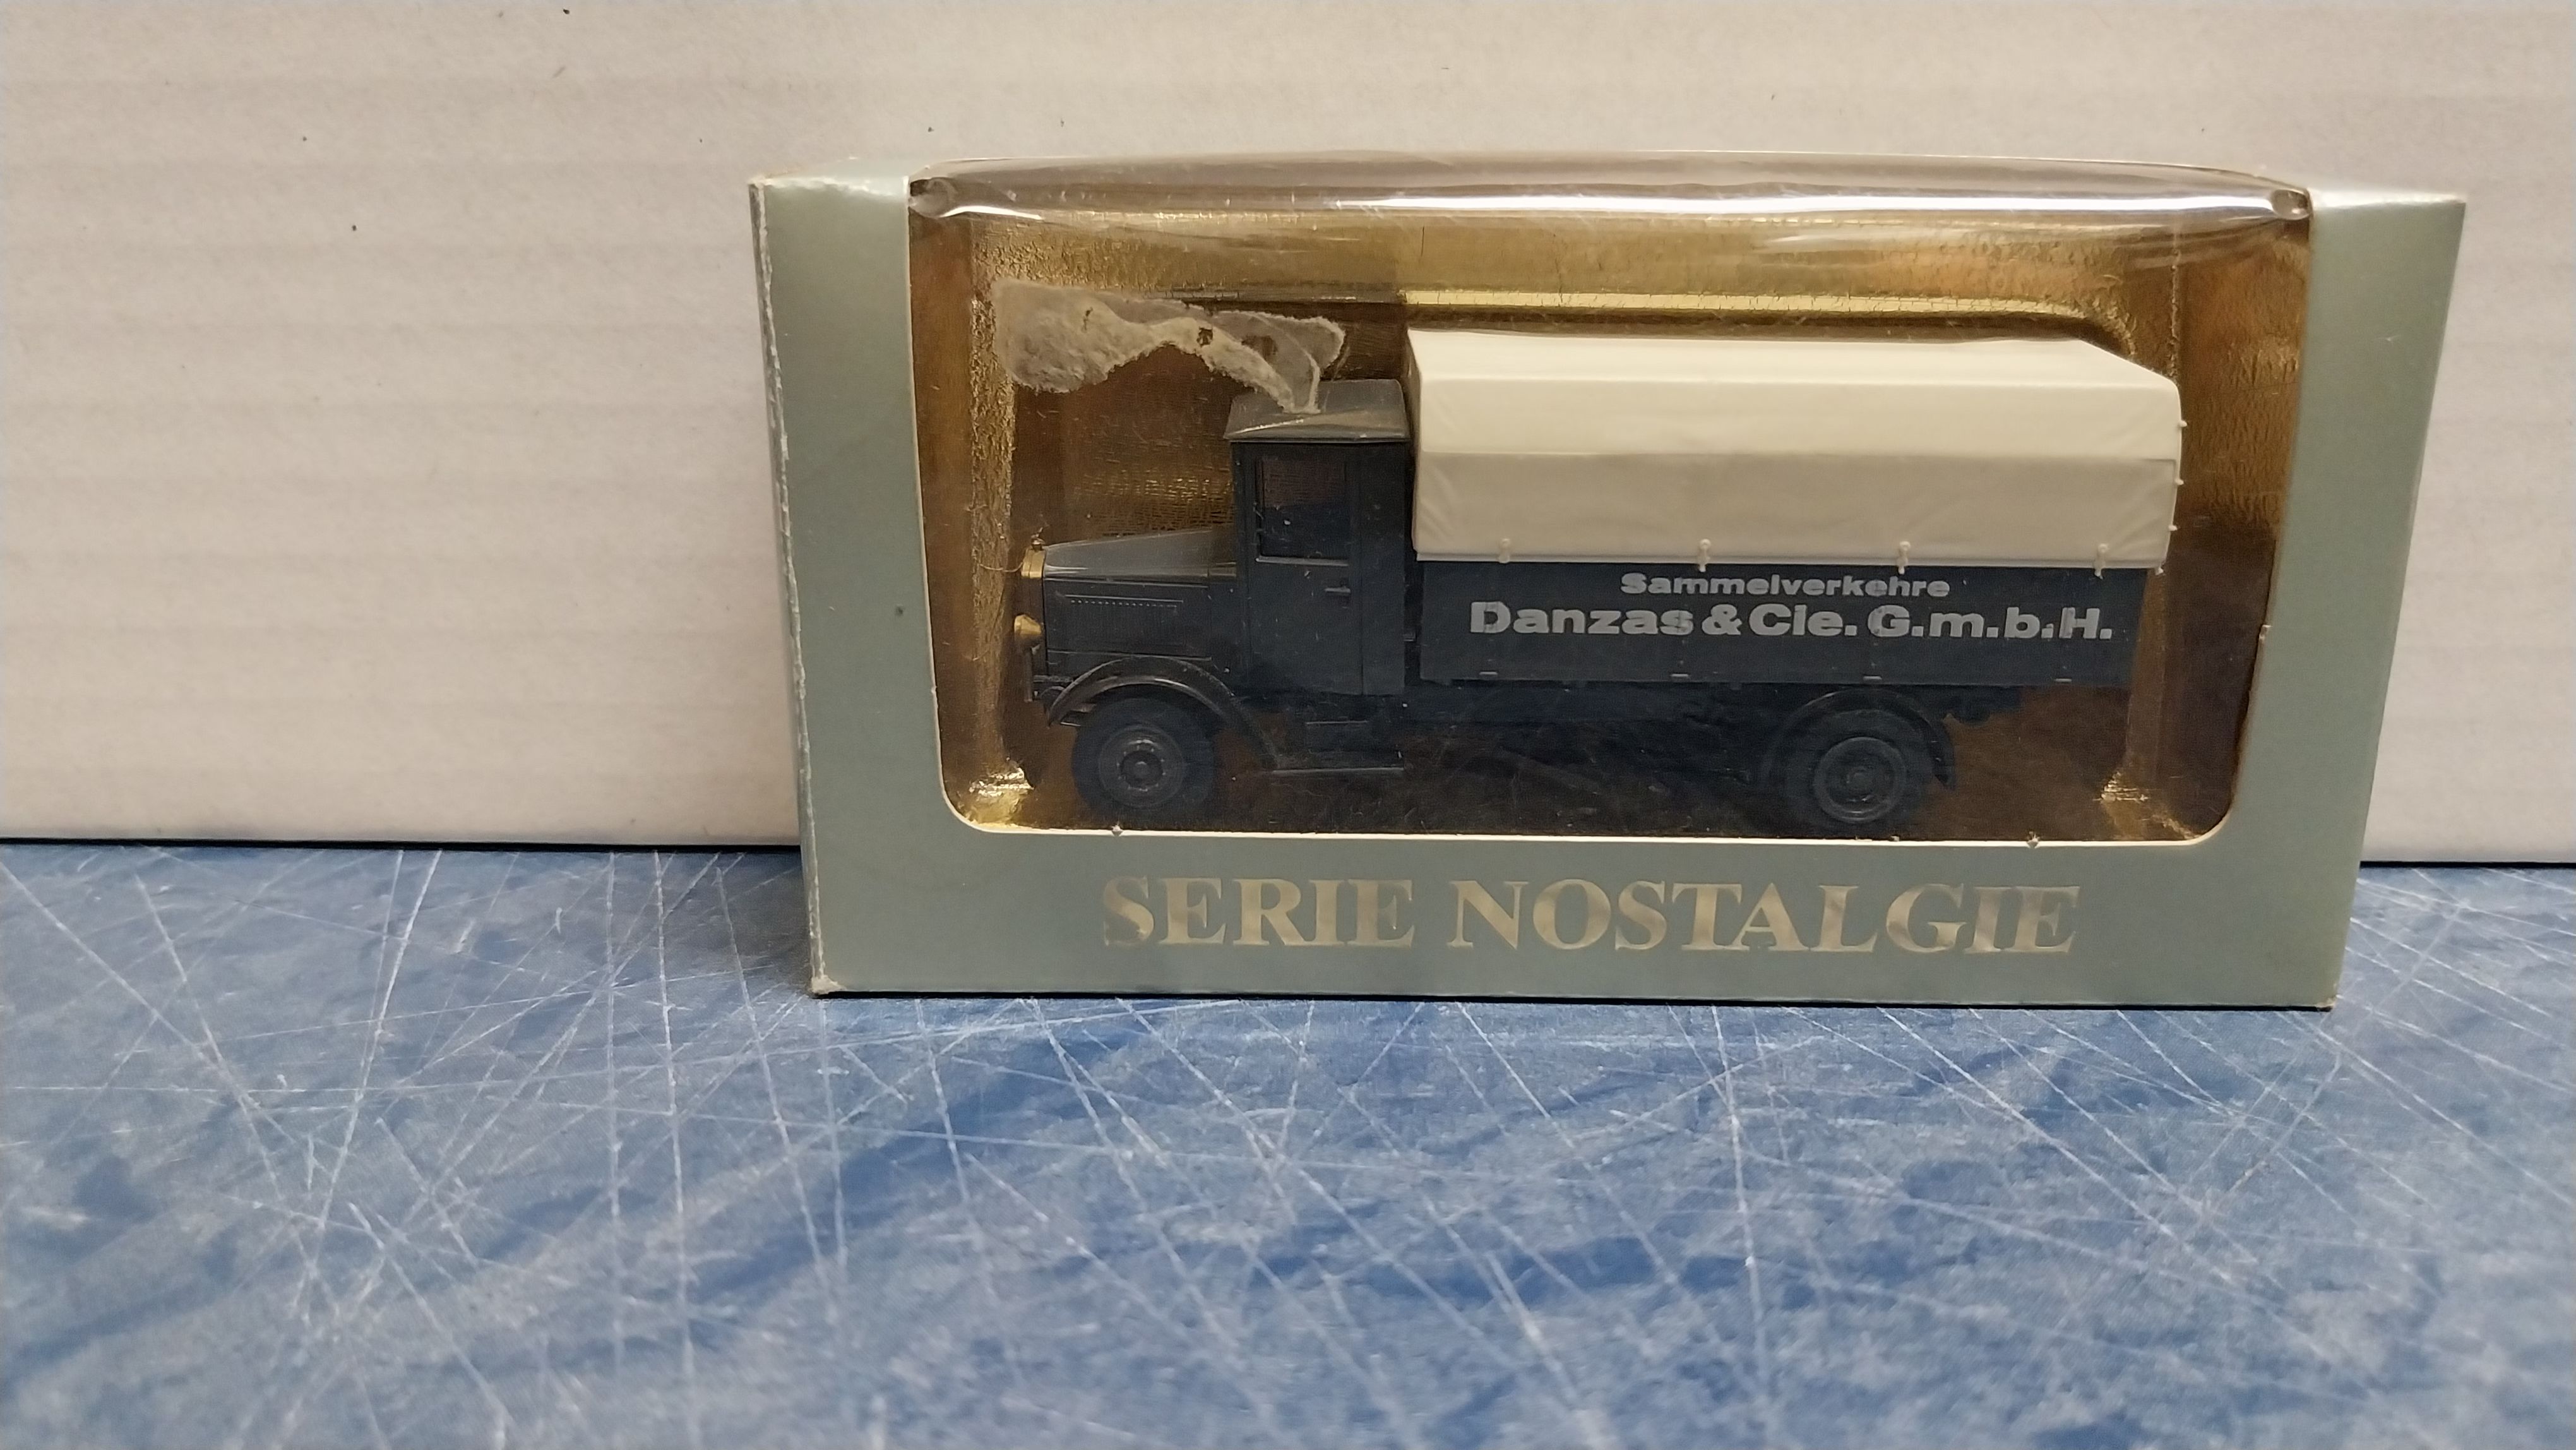 Sammelverkehre
Danzas & Cie. G.m.b.H.
SERIE NOSTALGIE